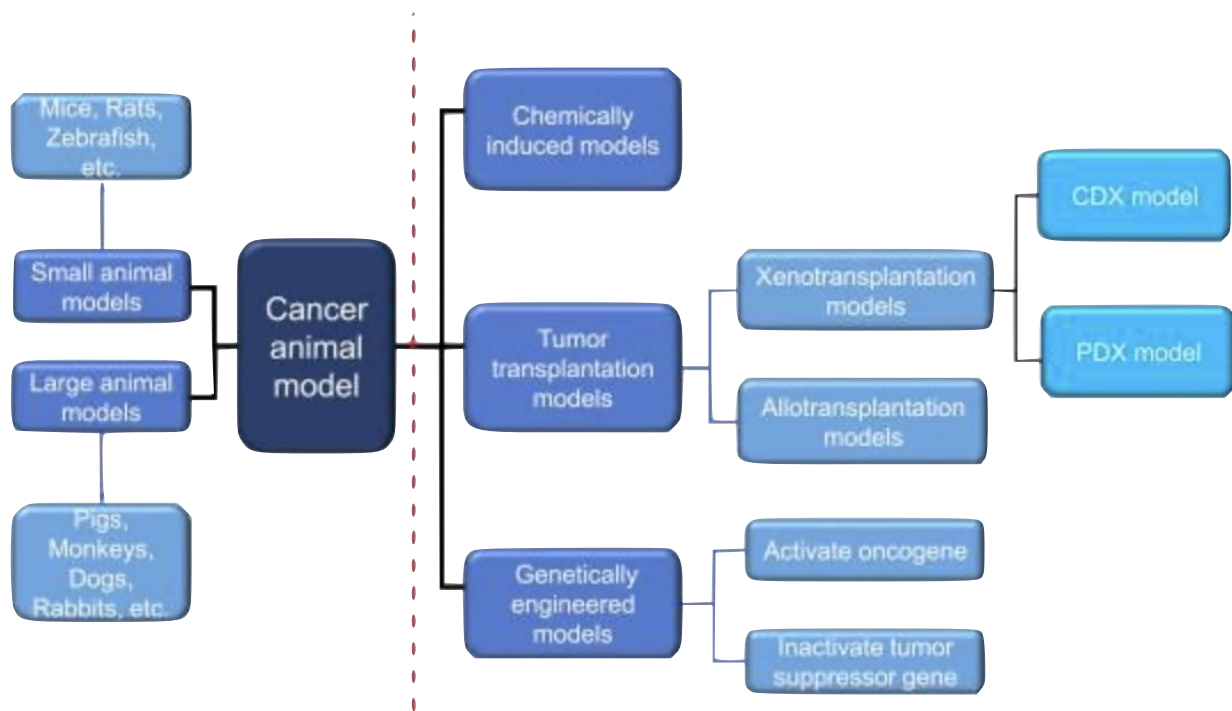 Mice, Rats,
Zebrafish,
etc.
Small animal
models
Large animal
models
Pigs,
Monkeys,
Dogs,
Rabbits, etc.
Cancer
animal
model
Chemically
induced models
Tumor
transplantation
models
Genetically
engineered
models
Xenotransplantation
models
Allotransplantation
models
Activate oncogene
Inactivate tumor
suppressor gene
CDX model
PDX model